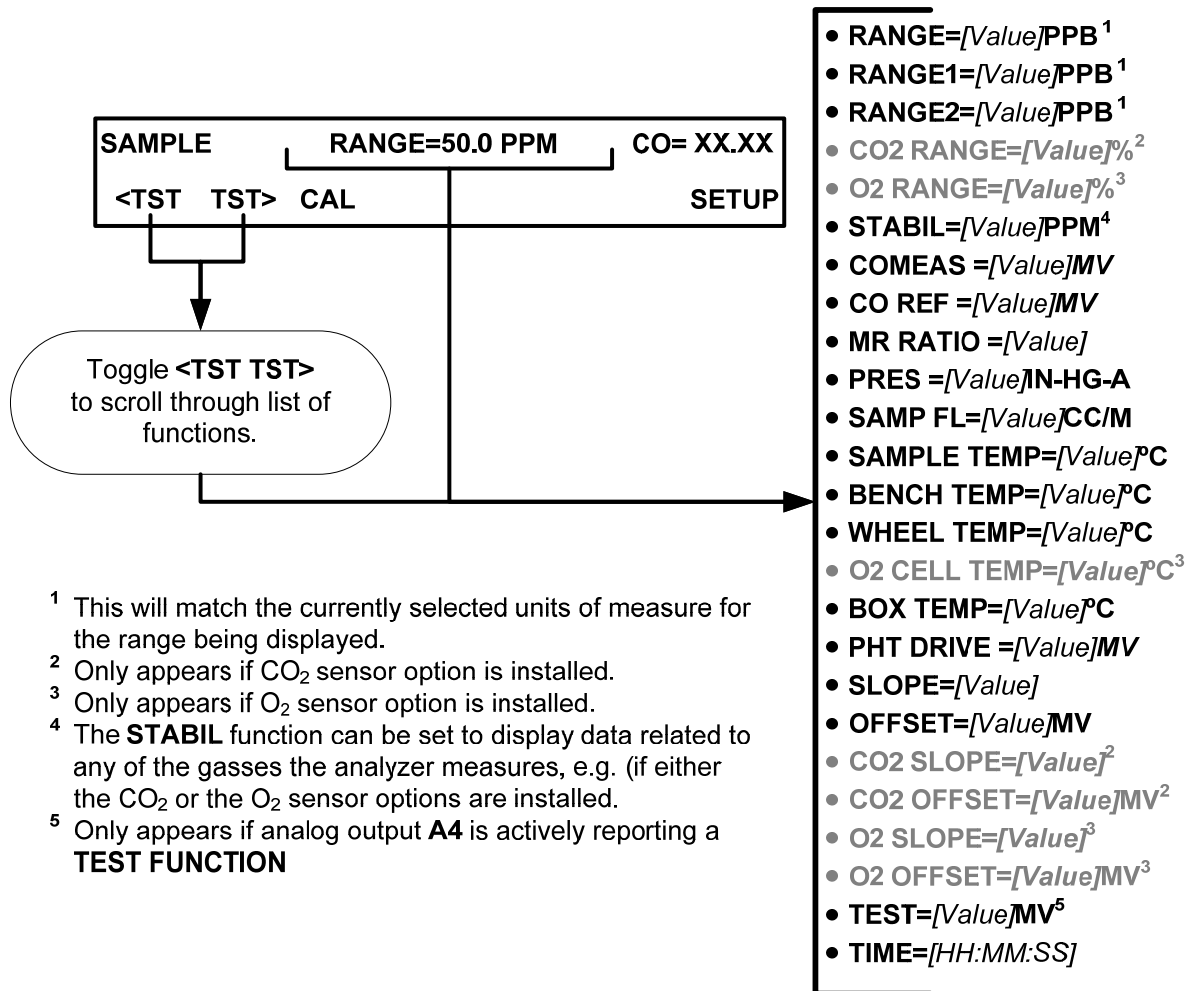 SAMPLE RANGE=50.0 PPM CO= XX.XX
<TST TST> CAL SETUP
Toggle <TST TST>
to scroll through list of
functions.
¹ This will match the currently selected units of measure for
the range being displayed.
² Only appears if CO₂ sensor option is installed.
³ Only appears if O₂ sensor option is installed.
⁴ The STABIL function can be set to display data related to
any of the gasses the analyzer measures, e.g. (if either
the CO₂ or the O₂ sensor options are installed.
⁵ Only appears if analog output A4 is actively reporting a
TEST FUNCTION
• RANGE=[Value]PPB¹
• RANGE1=[Value]PPB¹
• RANGE2=[Value]PPB¹
• CO2 RANGE=[Value]%²
• O2 RANGE=[Value]%³
• STABIL=[Value]PPM⁴
• COMEAS =[Value]MV
• CO REF =[Value]MV
• MR RATIO =[Value]
• PRES =[Value]IN-HG-A
• SAMP FL=[Value]CC/M
• SAMPLE TEMP=[Value]ºC
• BENCH TEMP=[Value]ºC
• WHEEL TEMP=[Value]ºC
• O2 CELL TEMP=[Value]ºC³
• BOX TEMP=[Value]ºC
• PHT DRIVE =[Value]MV
• SLOPE=[Value]
• OFFSET=[Value]MV
• CO2 SLOPE=[Value]²
• CO2 OFFSET=[Value]MV²
• O2 SLOPE=[Value]³
• O2 OFFSET=[Value]MV³
• TEST=[Value]MV�5
• TIME=[HH:MM:SS]